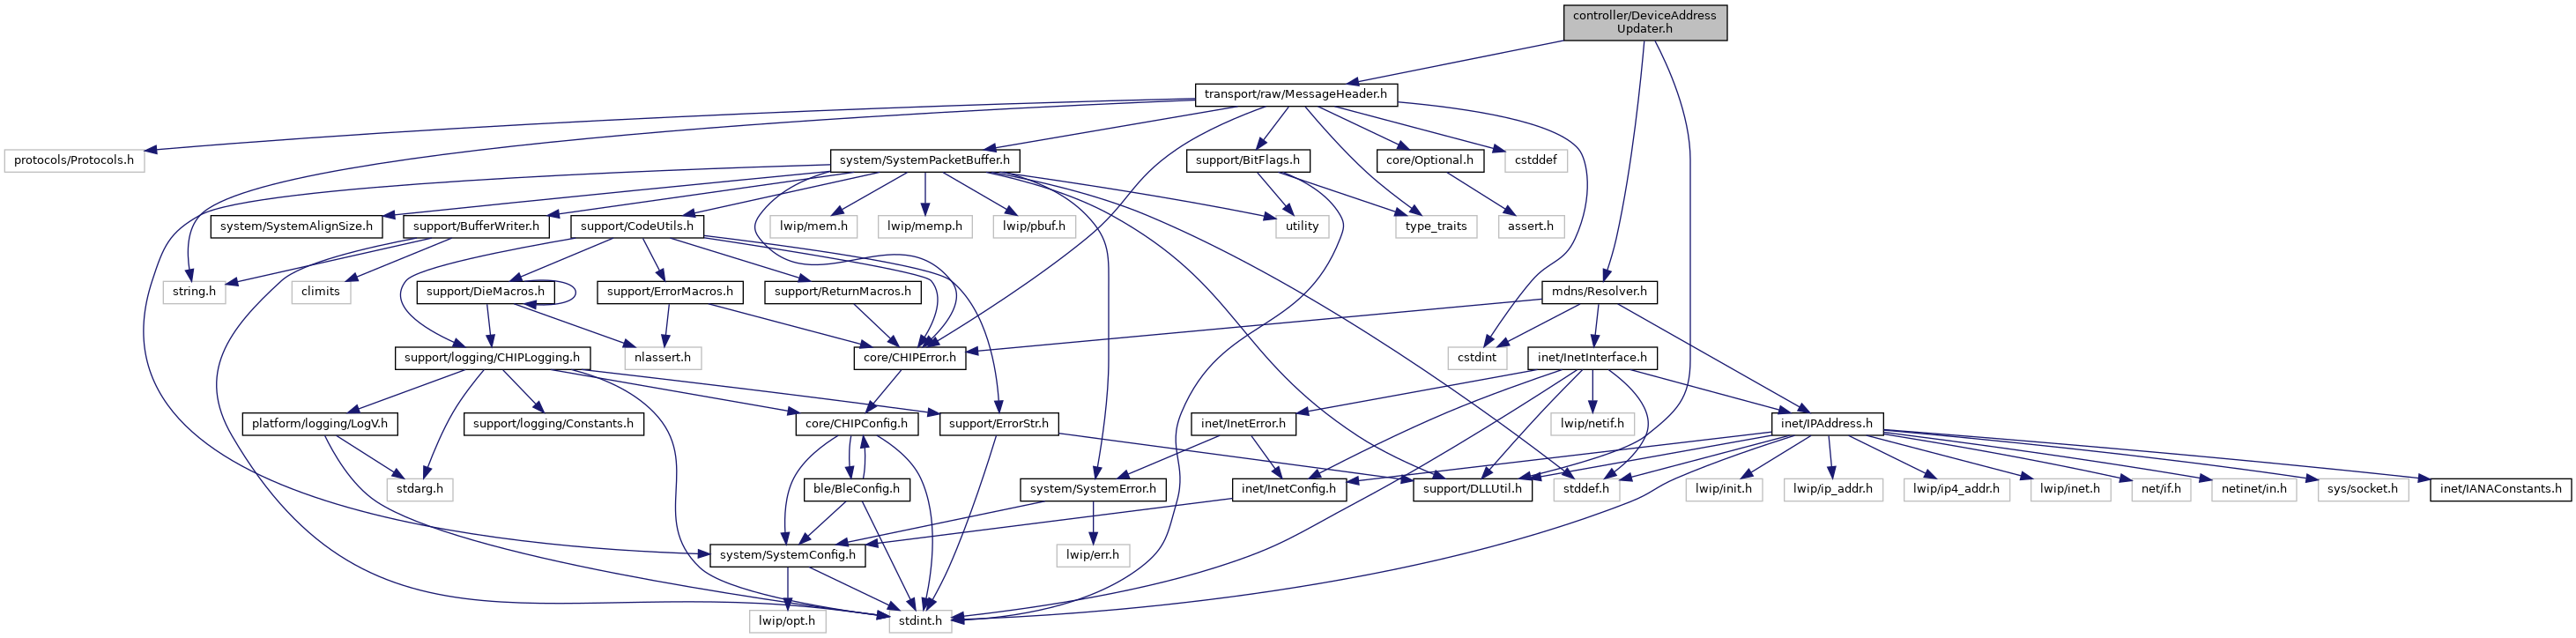 controller/DeviceAddress
Updater.h
transport/raw/MessageHeader.h
protocols/Protocols.h
system/SystemPacketBuffer.h
support/BitFlags.h
core/Optional.h
cstddef
system/SystemAlignSize.h
support/BufferWriter.h
support/CodeUtils.h
lwip/mem.h
lwip/memp.h
lwip/pbuf.h
utility
type_traits
assert.h
string.h
climits
support/DieMacros.h
support/ErrorMacros.h
support/ReturnMacros.h
mdns/Resolver.h
support/logging/CHIPLogging.h
nlassert.h
core/CHIPError.h
cstdint
inet/InetInterface.h
platform/logging/LogV.h
support/logging/Constants.h
core/CHIPConfig.h
support/ErrorStr.h
inet/InetError.h
lwip/netif.h
inet/IPAddress.h
stdarg.h
ble/BleConfig.h
system/SystemError.h
inet/InetConfig.h
support/DLLUtil.h
stddef.h
lwip/init.h
lwip/ip_addr.h
lwip/ip4_addr.h
lwip/inet.h
net/if.h
netinet/in.h
sys/socket.h
inet/IANAConstants.h
system/SystemConfig.h
lwip/err.h
lwip/opt.h
stdint.h